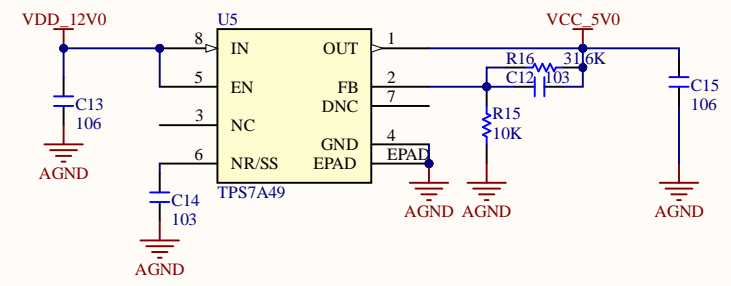 VDD_12V0
U5
VCC_5V0
8 IN OUT 1
R16 31.6K
C12 103
5 EN FB 2
DNC 7
C13
106
C15
106
R15
10K
3 NC
GND 4
6 NR/SS EPAD EPAD
AGND
TPS7A49
C14
103
AGND AGND AGND
AGND